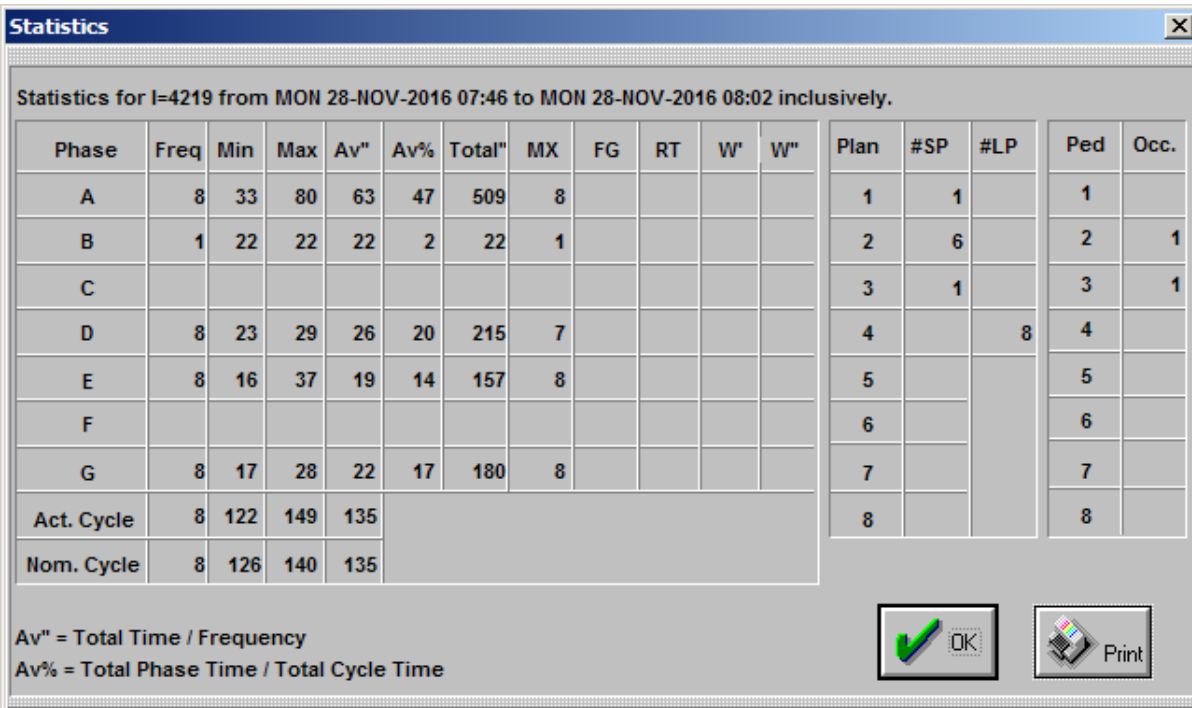 Statistics
Statistics for I=4219 from MON 28-NOV-2016 07:46 to MON 28-NOV-2016 08:02 inclusively.
Phase Freq Min Max Av" Av% Total" MX FG RT W' W" Plan #SP #LP Ped Occ.
A 8 33 80 63 47 509 8 1 1 1
B 1 22 22 22 2 22 1 2 6 2 1
C 3 1 3 1
D 8 23 29 26 20 215 7 4 8 4
E 8 16 37 19 14 157 8 5 5
F 6 6
G 8 17 28 22 17 180 8 7 7
Act. Cycle 8 122 149 135 8 8
Nom. Cycle 8 126 140 135
Av" = Total Time / Frequency
Av% = Total Phase Time / Total Cycle Time
OK
Print